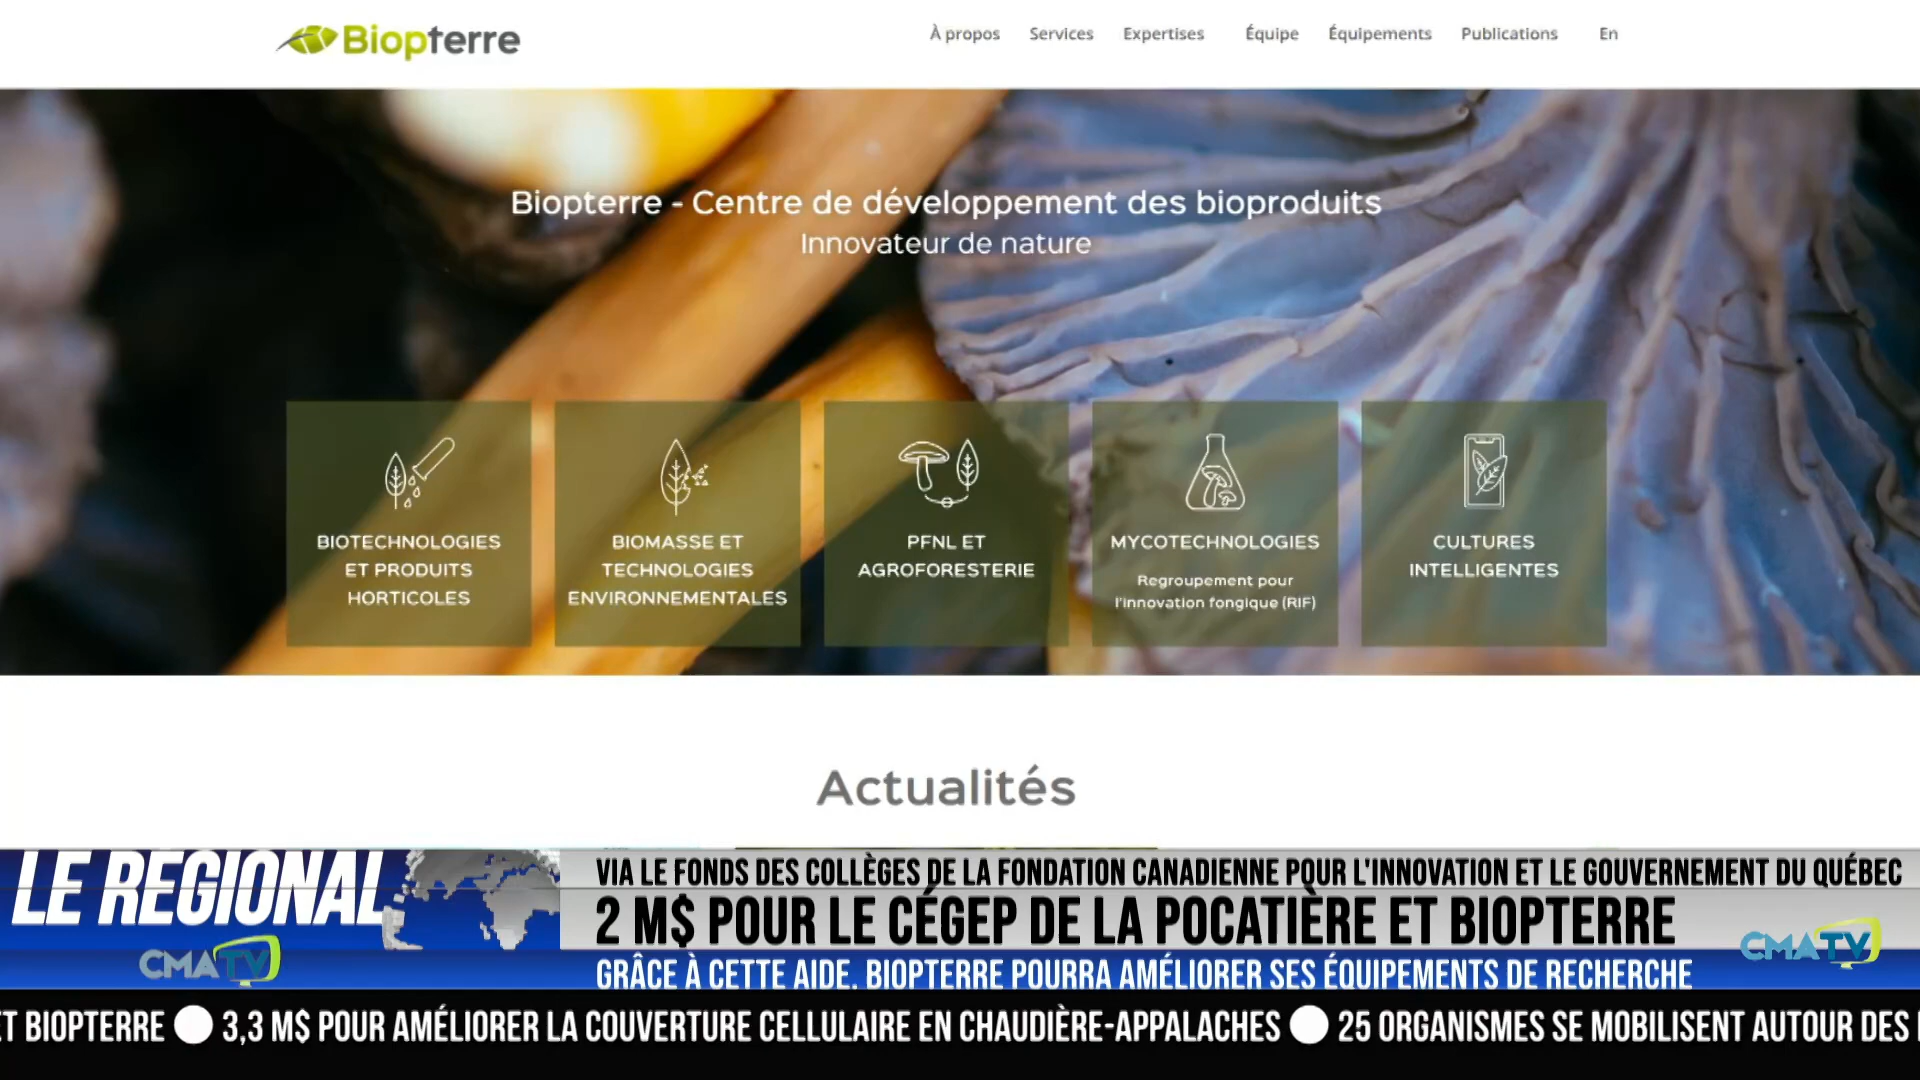 Biopterre
À propos Services Expertises Équipe Équipements Publications En
Biopterre - Centre de développement des bioproduits
Innovateur de nature
BIOTECHNOLOGIES
ET PRODUITS
HORTICOLES
BIOMASSE ET
TECHNOLOGIES
ENVIRONNEMENTALES
PFNL ET
AGROFORESTERIE
MYCOTECHNOLOGIES
Regroupement pour
l'innovation fongique (RIF)
CULTURES
INTELLIGENTES
Actualités
LE RÉGIONAL
CMATV
VIA LE FONDS DES COLLÈGES DE LA FONDATION CANADIENNE POUR L'INNOVATION ET LE GOUVERNEMENT DU QUÉBEC
2 M$ POUR LE CÉGEP DE LA POCATIÈRE ET BIOPTERRE
GRÂCE À CETTE AIDE, BIOPTERRE POURRA AMÉLIORER SES ÉQUIPEMENTS DE RECHERCHE
CMATV
ET BIOPTERRE 3,3 M$ POUR AMÉLIORER LA COUVERTURE CELLULAIRE EN CHAUDIÈRE-APPALACHES 25 ORGANISMES SE MOBILISENT AUTOUR DES